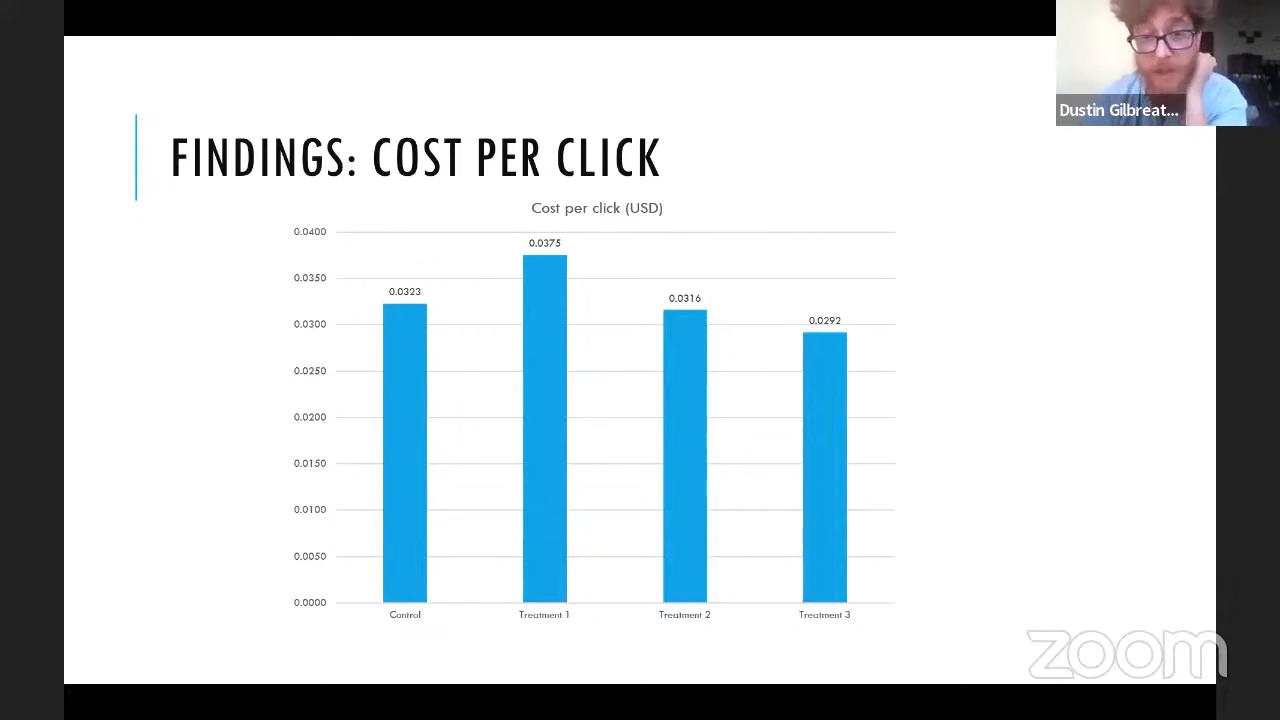 Dustin Gilbreat...
FINDINGS: COST PER CLICK
Cost per click (USD)
0.0400
0.0350
0.0300
0.0250
0.0200
0.0150
0.0100
0.0050
0.0000
0.0323
0.0375
0.0316
0.0292
Control
Treatment 1
Treatment 2
Treatment 3
zoom